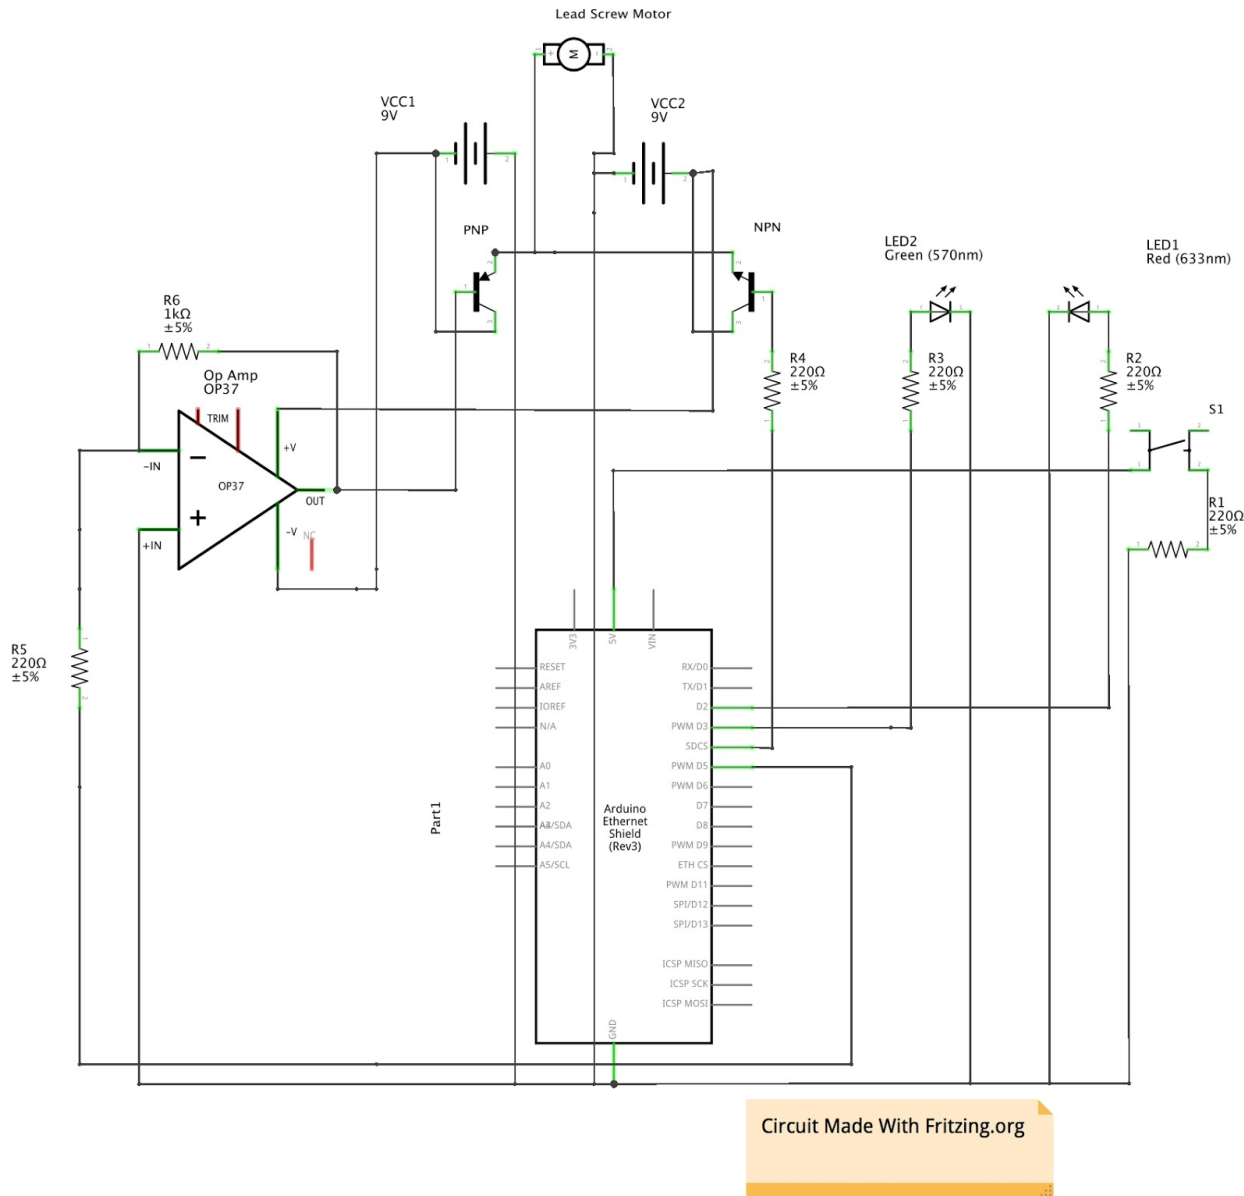 Lead Screw Motor
VCC1
9V
VCC2
9V
PNP
NPN
LED2
Green (570nm)
LED1
Red (633nm)
R6
1kΩ
±5%
Op Amp
OP37
TRIM
R4
220Ω
±5%
R3
220Ω
±5%
R2
220Ω
±5%
S1
−IN
+V
OP37
OUT
+IN
−V
NC
R1
220Ω
±5%
R5
220Ω
±5%
3V3
5V
VIN
RESET
AREF
IOREF
N/A
A0
A1
A2
A3/SDA
A4/SDA
A5/SCL
RX/D0
TX/D1
D2
PWM D3
SDCS
PWM D5
PWM D6
D7
D8
PWM D9
ETH CS
PWM D11
SPI/D12
SPI/D13
ICSP MISO
ICSP SCK
ICSP MOSI
Part1
Arduino
Ethernet
Shield
(Rev3)
GND
Circuit Made With Fritzing.org